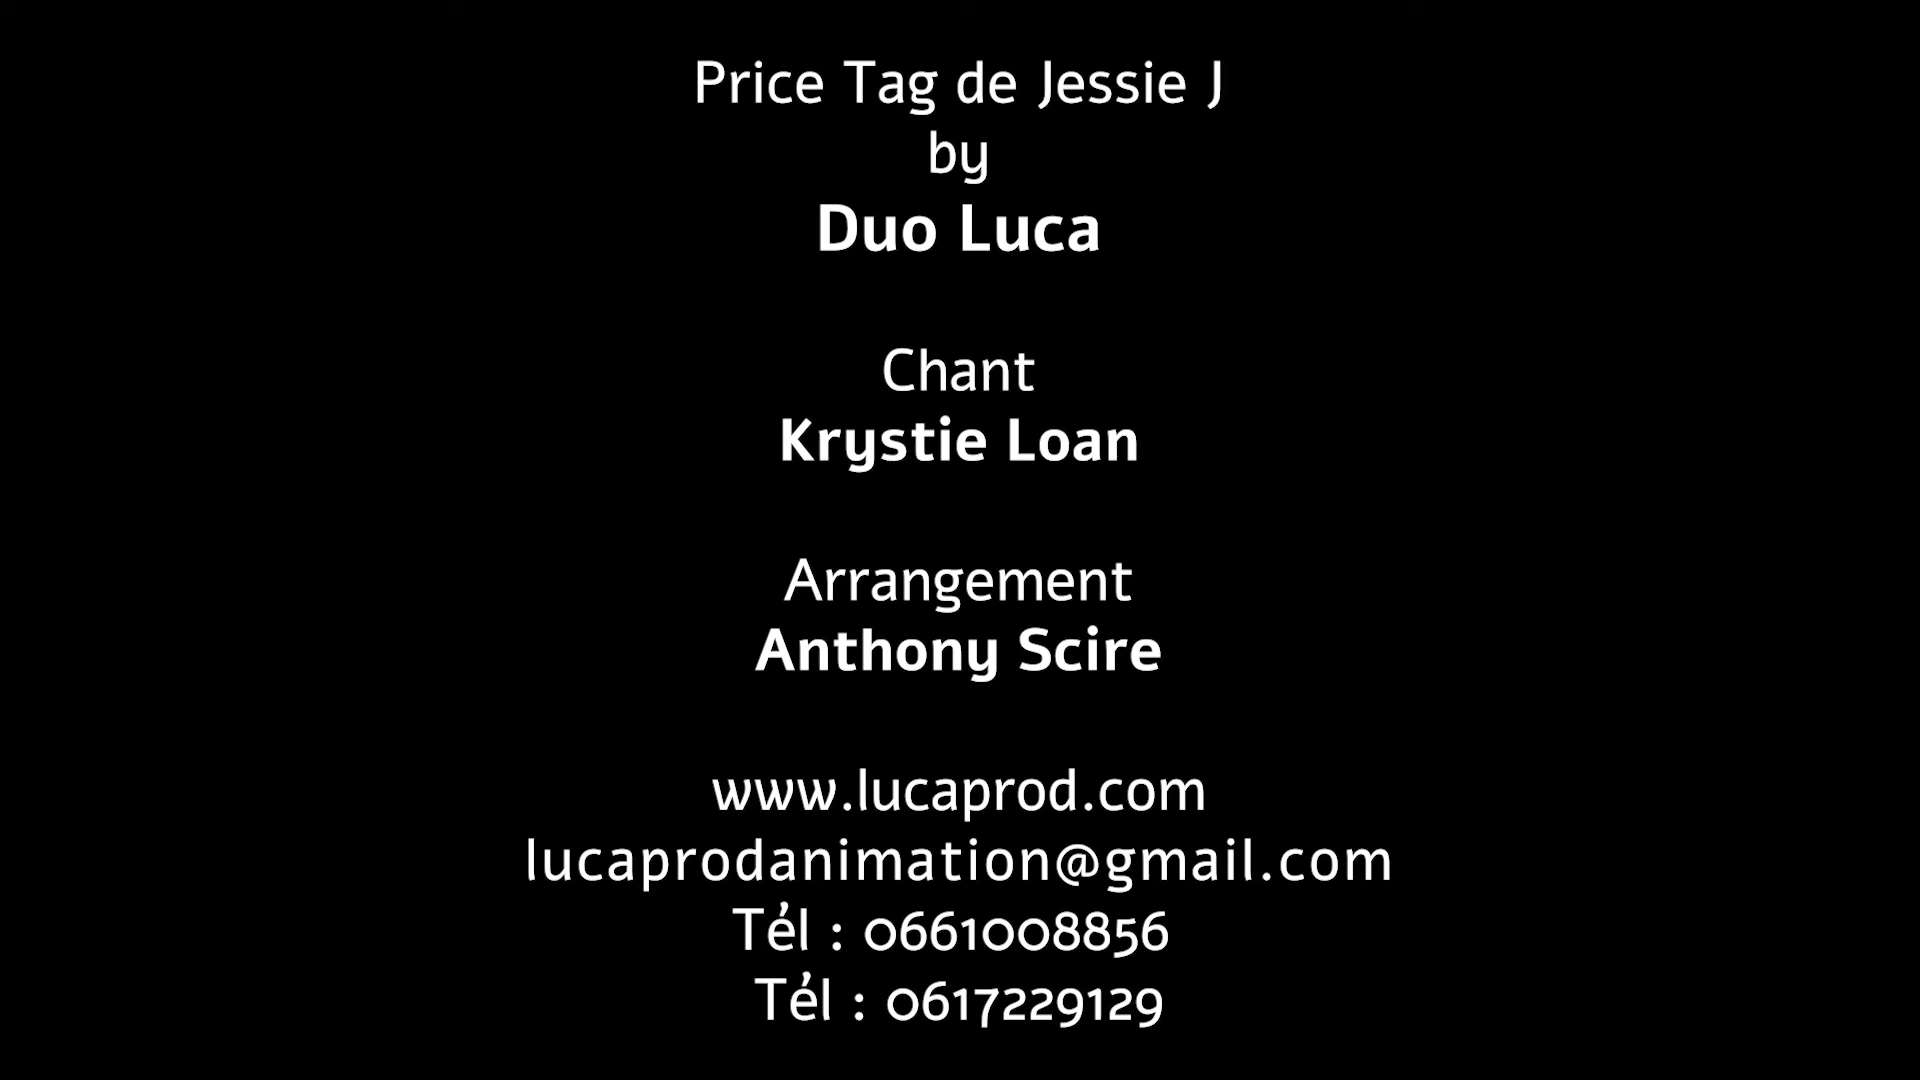 Price Tag de Jessie J
by
Duo Luca
Chant
Krystie Loan
Arrangement
Anthony Scire
www.lucaprod.com
lucaprodanimation@gmail.com
Tél : 0661008856
Tél : 0617229129